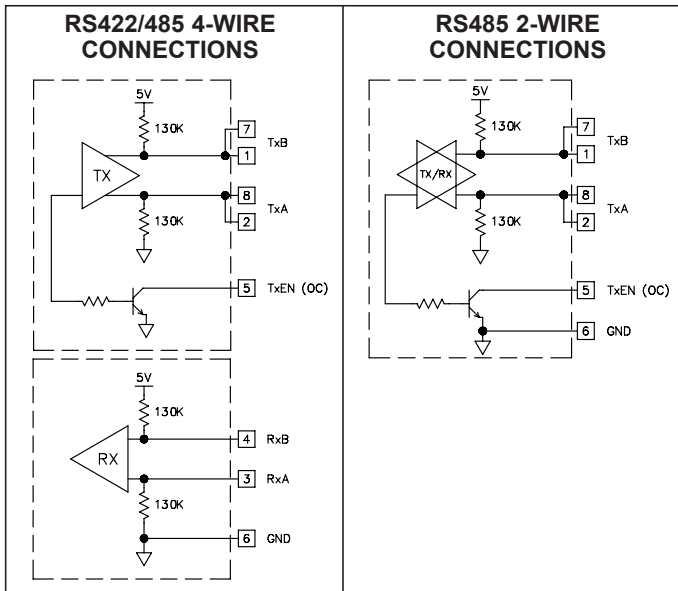 RS422/485 4-WIRE
CONNECTIONS
5V
130K
7
TxB
1
TX
8
TxA
130K
2
5
TxEN (OC)
5V
130K
4
RxB
RX
3
RxA
130K
6
GND
RS485 2-WIRE
CONNECTIONS
5V
130K
7
TxB
1
TX/RX
8
TxA
130K
2
5
TxEN (OC)
6
GND